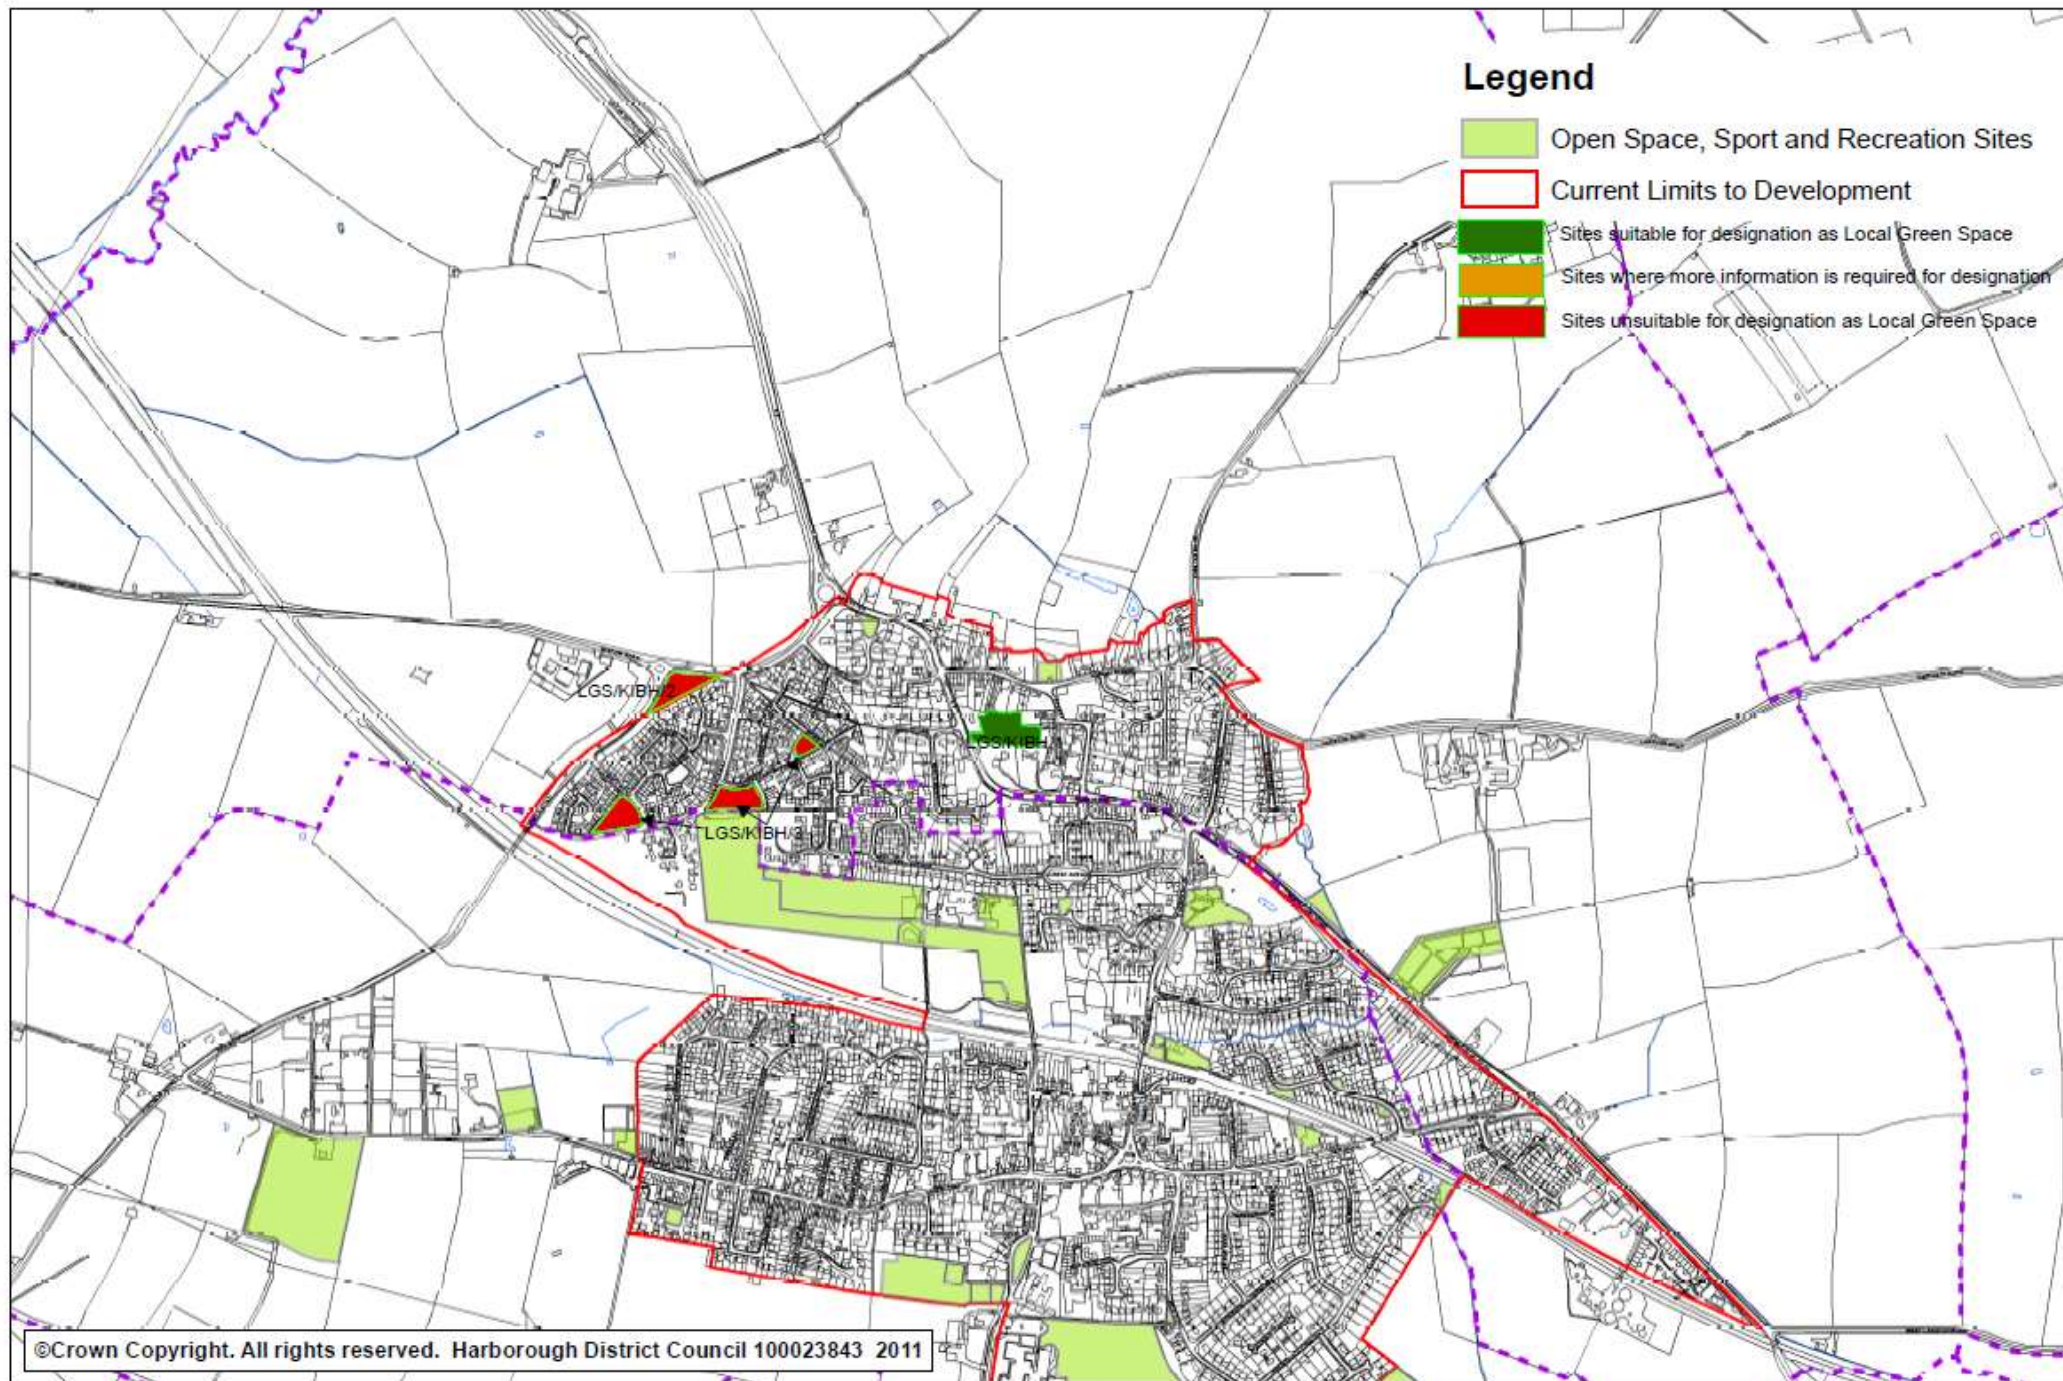 Legend
Open Space, Sport and Recreation Sites
Current Limits to Development
Sites suitable for designation as Local Green Space
Sites where more information is required for designation
Sites unsuitable for designation as Local Green Space
LGS/KIBH/2
LGS/KIBH/
LGS/KIBH/3
©Crown Copyright. All rights reserved. Harborough District Council 100023843 2011